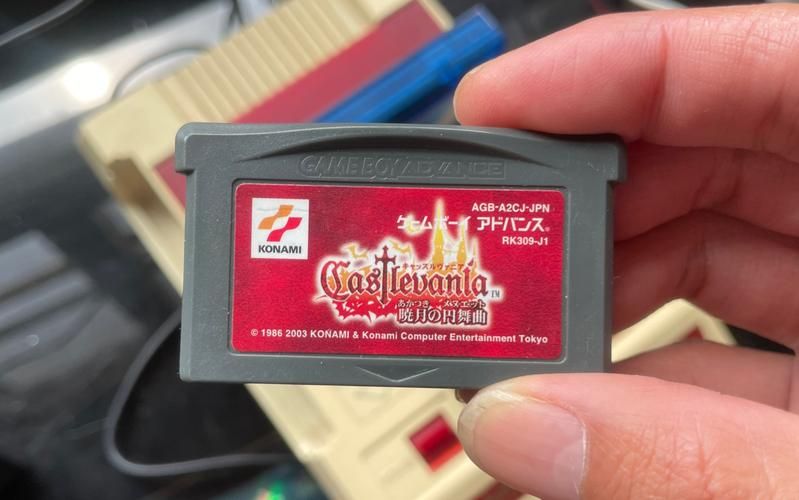 GAME BOY ADVANCE
AGB-A2CJ-JPN
ゲームボーイ アドバンス®
RK309-J1
KONAMI
キャッスルヴァニア
Castlevania™
あかつき メヌエット
暁月の円舞曲
© 1986 2003 KONAMI & Konami Computer Entertainment Tokyo